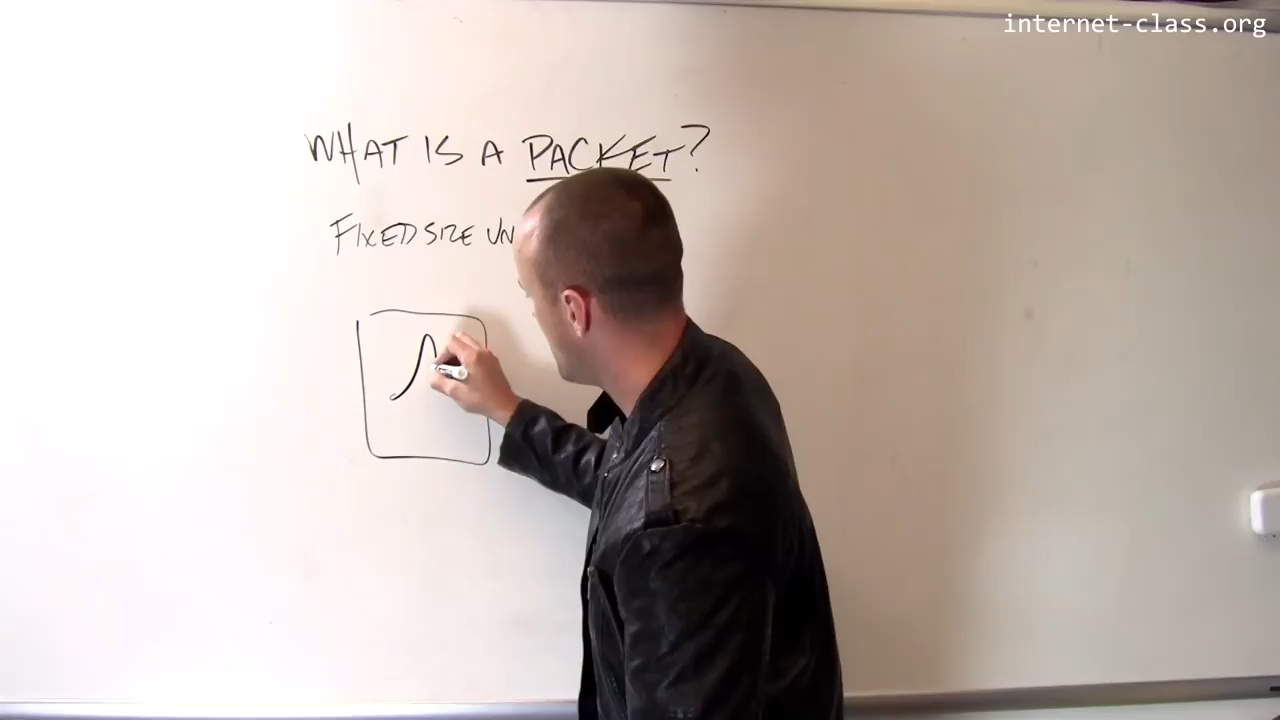 internet-class.org
WHAT IS A PACKET?
FIXED SIZE UN